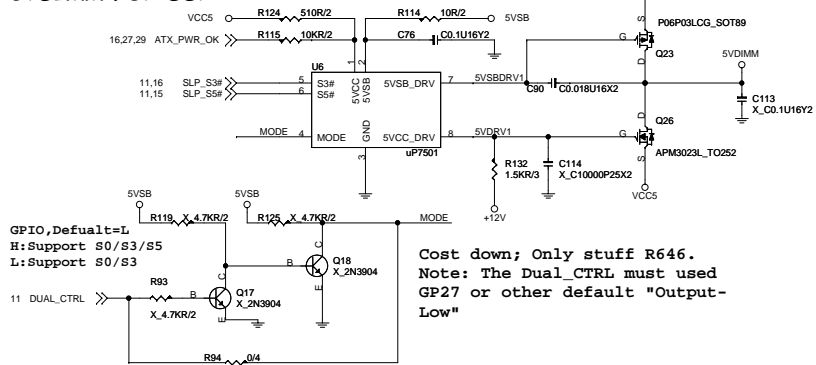 VCC5
R124
510R/2
R114
10R/2
5VSB
16,27,29 ATX_PWR_OK
R115
10KR/2
C76
C0.1U16Y2
P06P03LCG_SOT89
S
G
D
Q23
5VDIMM
U6
1
2
5VCC
5VSB
11,16 SLP_S3#
5
S3#
5VSB_DRV
7
5VSBDRV1
11,15 SLP_S5#
6
S5#
C90
C0.018U16X2
C113
X_C0.1U16Y2
MODE
4
MODE
GND
5VCC_DRV
8
5VDRV1
D
Q26
G
S
APM3023L_TO252
uP7501
3
R132
1.5KR/3
C114
X_C10000P25X2
VCC5
+12V
5VSB
5VSB
R119
X_4.7KR/2
R125
X_4.7KR/2
MODE
GPIO,Defualt=L
H:Support S0/S3/S5
L:Support S0/S3
C
B
E
Q18
X_2N3904
Cost down; Only stuff R646.
Note: The Dual_CTRL must used
GP27 or other default "Output-
Low"
R93
C
B
E
Q17
X_2N3904
11 DUAL_CTRL
X_4.7KR/2
R94
0/4